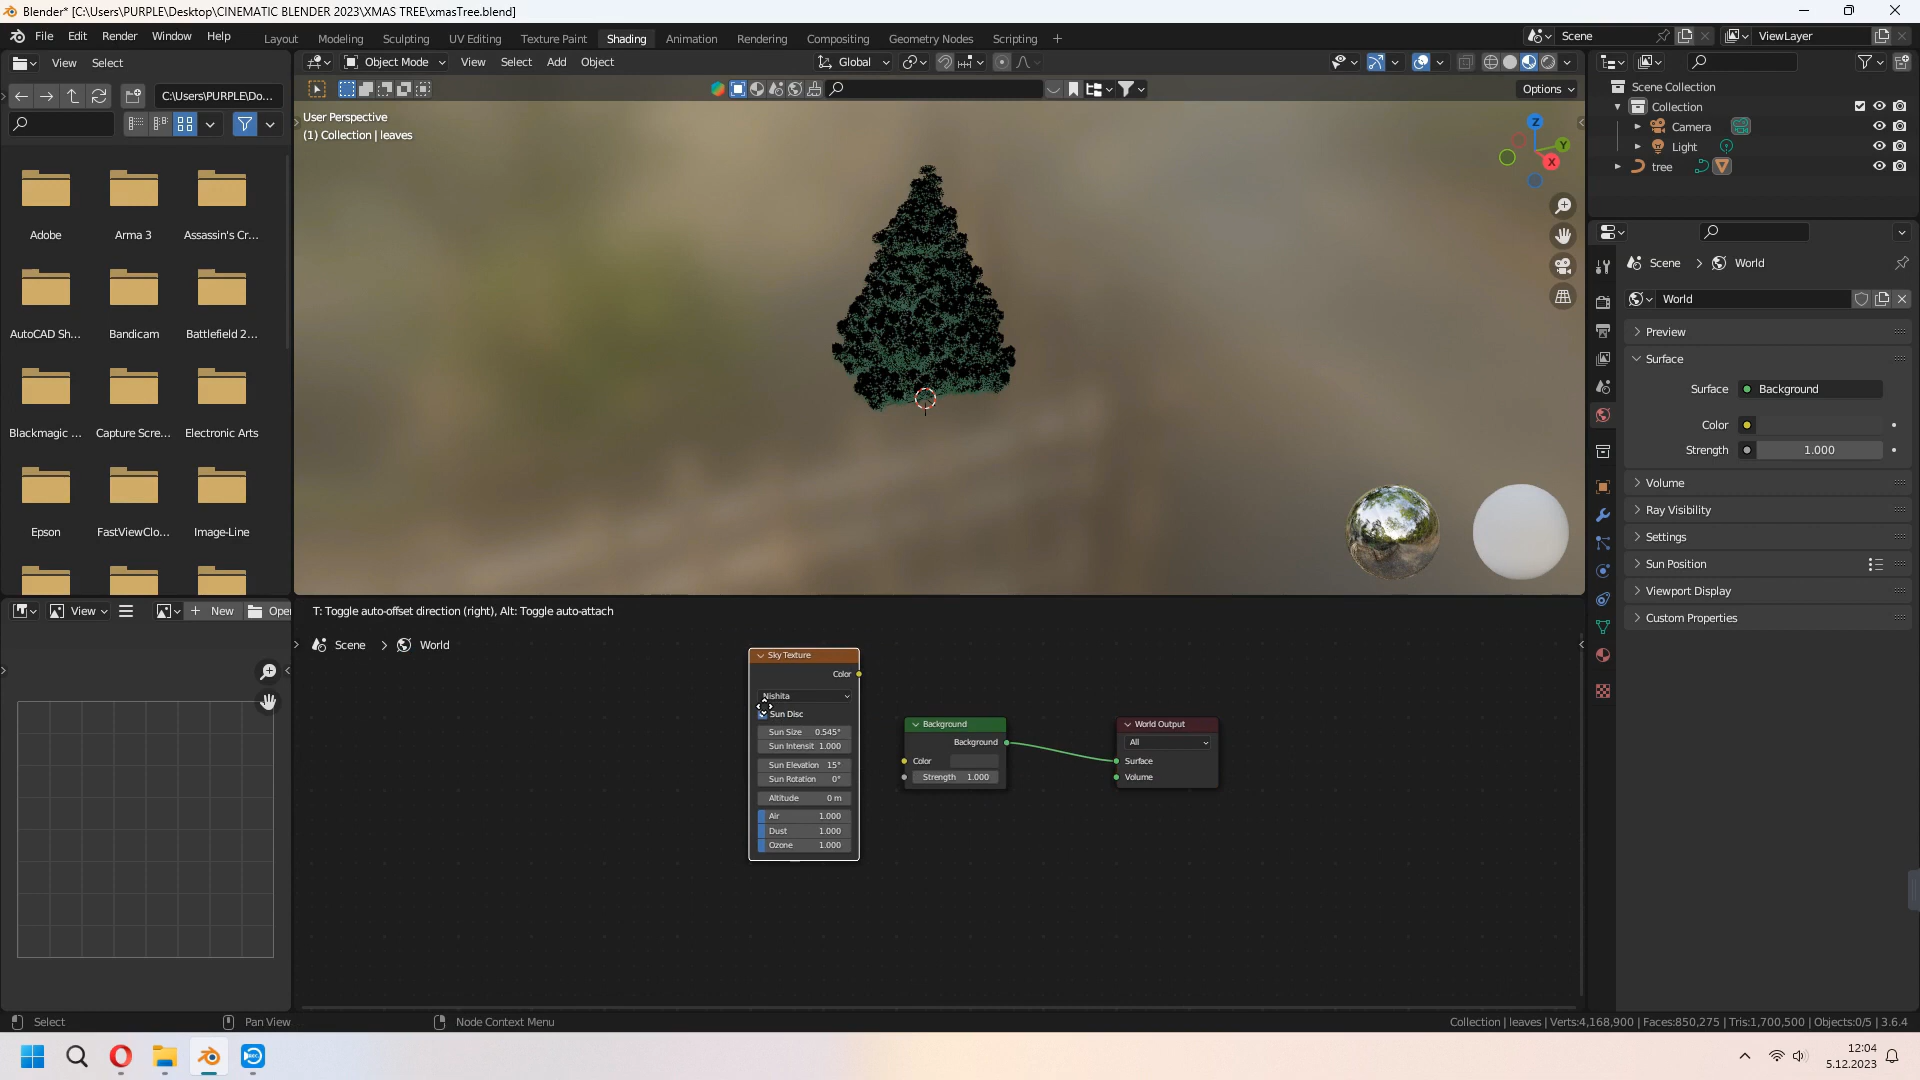 Blender* [C:\Users\PURPLE\Desktop\CINEMATIC BLENDER 2023\XMAS TREE\xmasTree.blend]
File Edit Render Window Help
Layout Modeling Sculpting UV Editing Texture Paint Shading Animation Rendering Compositing Geometry Nodes Scripting
Scene
ViewLayer
View Select
Object Mode View Select Add Object
Global
C:\Users\PURPLE\Do...
Options
Adobe
Arma 3
Assassin's Cr...
AutoCAD Sh...
Bandicam
Battlefield 2...
Blackmagic ...
Capture Scre...
Electronic Arts
Epson
FastViewClo...
Image-Line
User Perspective
(1) Collection | leaves
Z
Y
X
Scene Collection
Collection
Camera
Light
tree
Scene > World
World
Preview
Surface
Surface Background
Color
Strength 1.000
Volume
Ray Visibility
Settings
Sun Position
Viewport Display
Custom Properties
View
New
Ope
T: Toggle auto-offset direction (right), Alt: Toggle auto-attach
Scene > World
Sky Texture
Color
Nishita
Sun Disc
Sun Size 0.545°
Sun Intensit 1.000
Sun Elevation 15°
Sun Rotation 0°
Altitude 0 m
Air 1.000
Dust 1.000
Ozone 1.000
Background
Background
Color
Strength 1.000
World Output
All
Surface
Volume
Select
Pan View
Node Context Menu
Collection | leaves | Verts:4,168,900 | Faces:850,275 | Tris:1,700,500 | Objects:0/5 | 3.6.4
12:04
5.12.2023